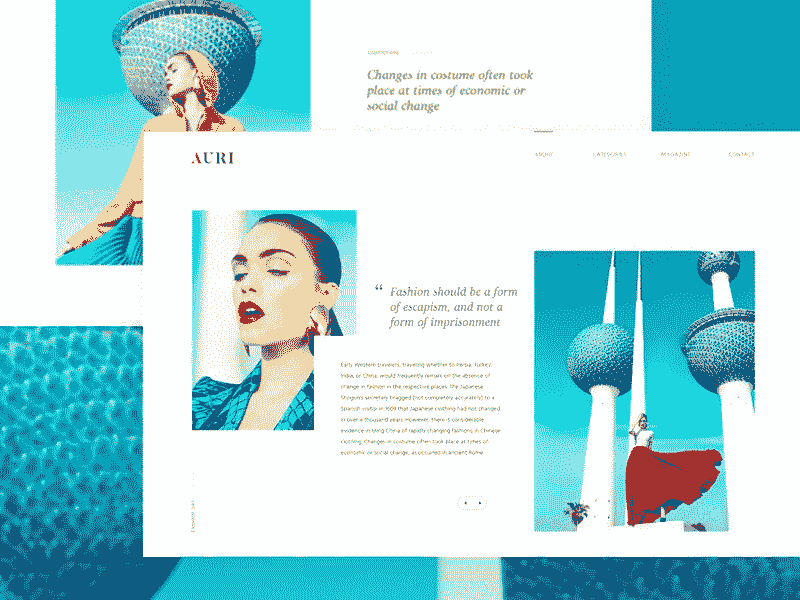 Changes in costume often took
place at times of economic or
social change
AURI
ABOUT
CATEGORIES
MAGAZINE
CONTACT
“ Fashion should be a form
of escapism, and not a
form of imprisonment
Early Western travelers, traveling whether to Persia, Turkey,
India, or China, would frequently remark on the absence of
change in fashion in the respective places. The Japanese
Shogun's secretary bragged (not completely accurately) to a
Spanish visitor in 1609 that Japanese clothing had not changed
in over a thousand years. However, there is considerable
evidence in Ming China of rapidly changing fashions in Chinese
clothing. Changes in costume often took place at times of
economic or social change, as occurred in ancient Rome